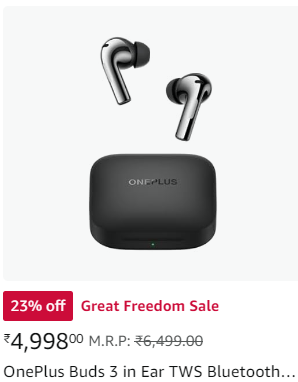 ONEPLUS
23% off Great Freedom Sale
₹4,998⁰⁰ M.R.P: ₹6,499.00
OnePlus Buds 3 in Ear TWS Bluetooth...